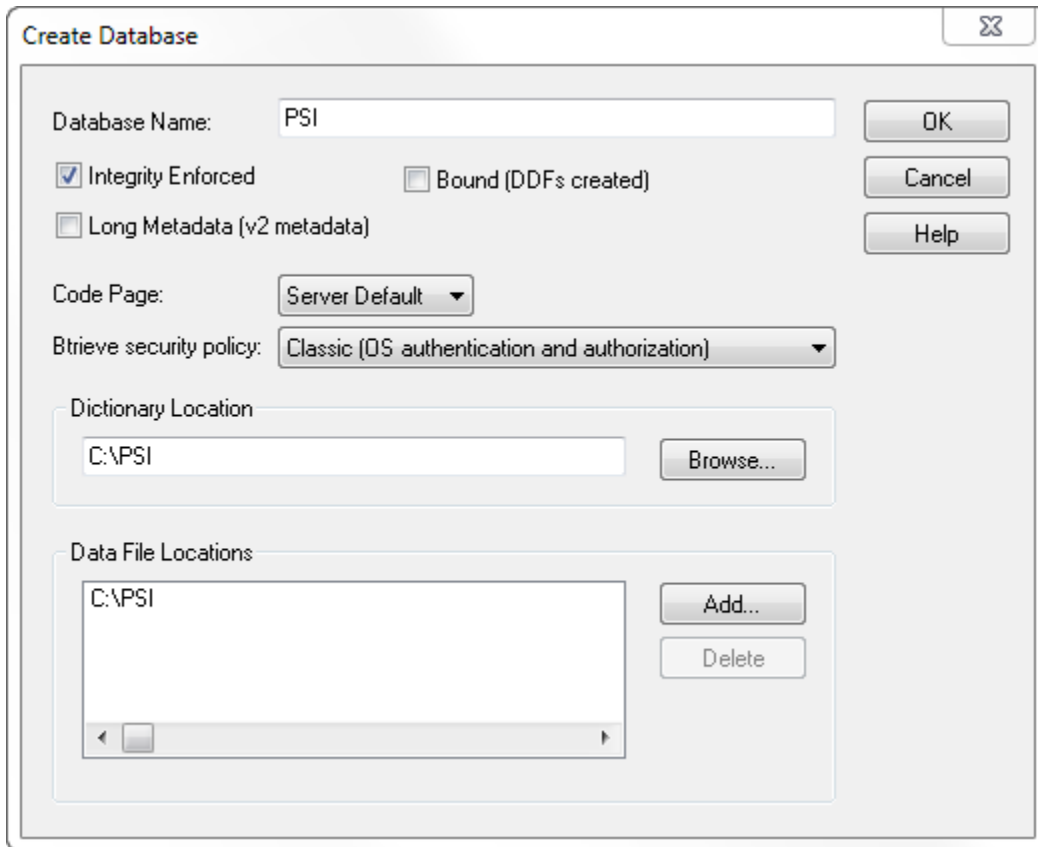 Create Database
Database Name: PSI OK
Integrity Enforced Bound (DDFs created) Cancel
Long Metadata (v2 metadata) Help
Code Page: Server Default
Btrieve security policy: Classic (OS authentication and authorization)
Dictionary Location
C:\PSI Browse...
Data File Locations
C:\PSI Add...
Delete